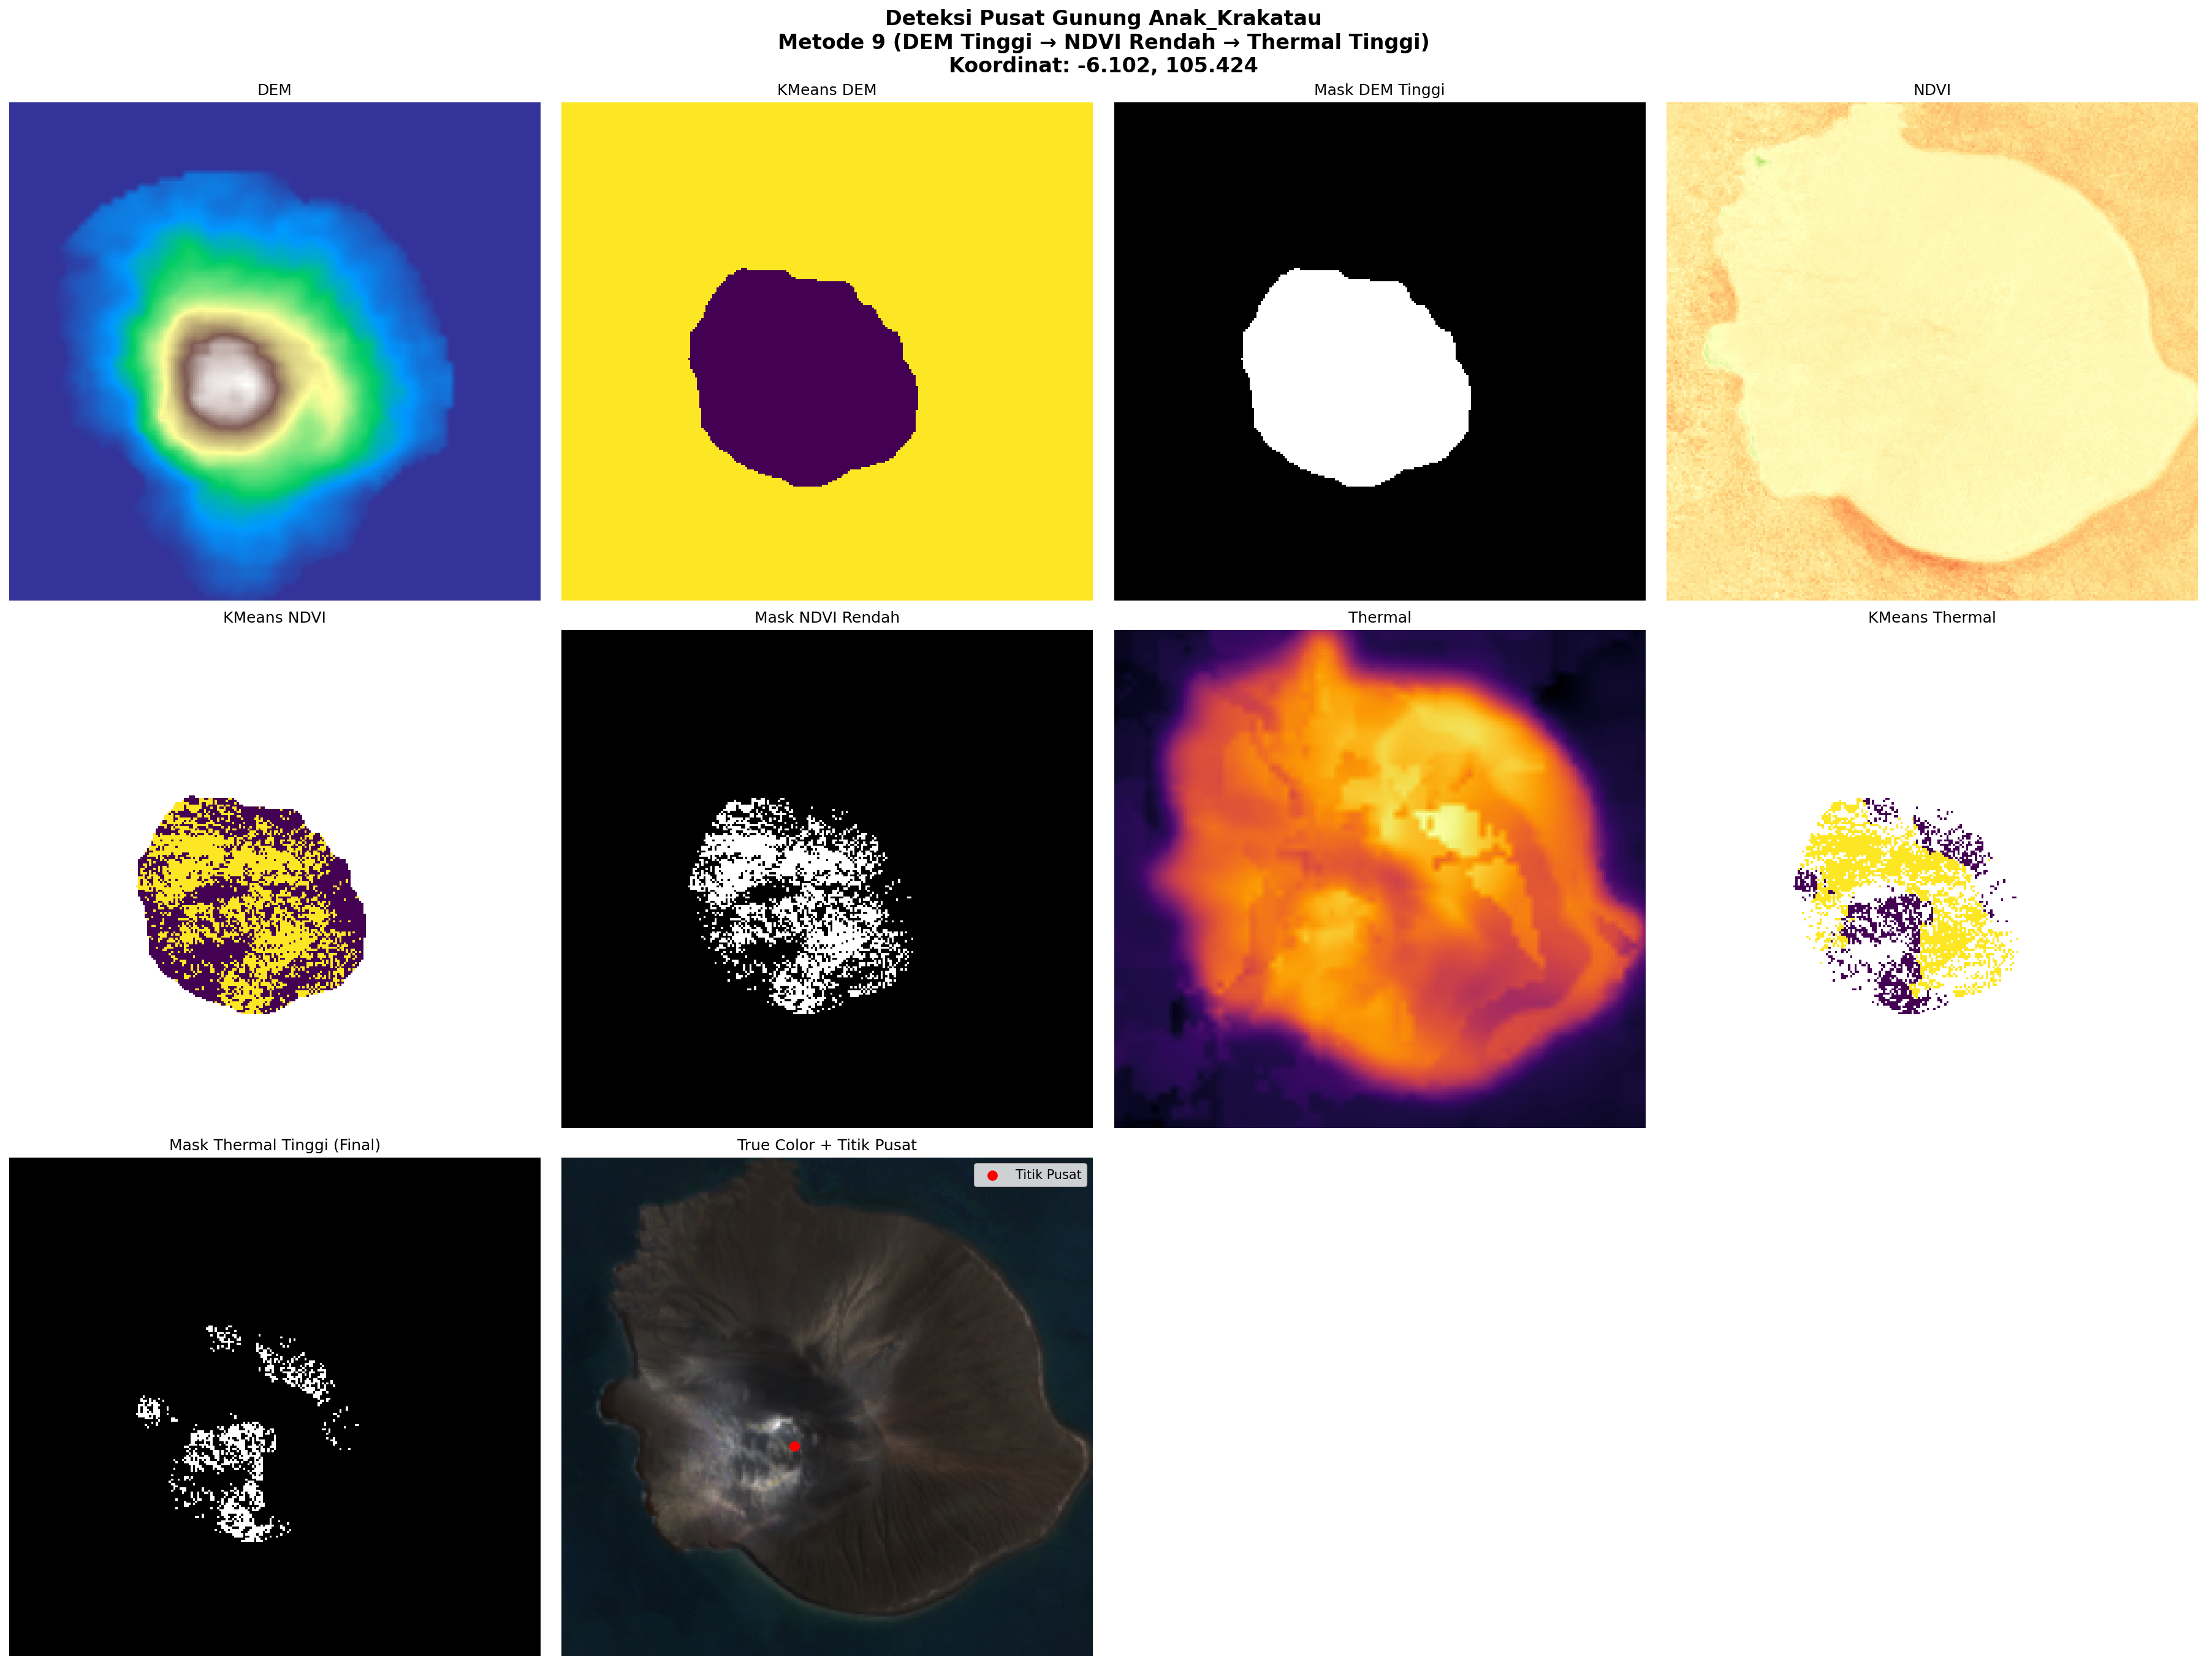 Deteksi Pusat Gunung Anak_Krakatau
Metode 9 (DEM Tinggi → NDVI Rendah → Thermal Tinggi)
Koordinat: -6.102, 105.424
DEM
KMeans DEM
Mask DEM Tinggi
NDVI
KMeans NDVI
Mask NDVI Rendah
Thermal
KMeans Thermal
Mask Thermal Tinggi (Final)
True Color + Titik Pusat
Titik Pusat